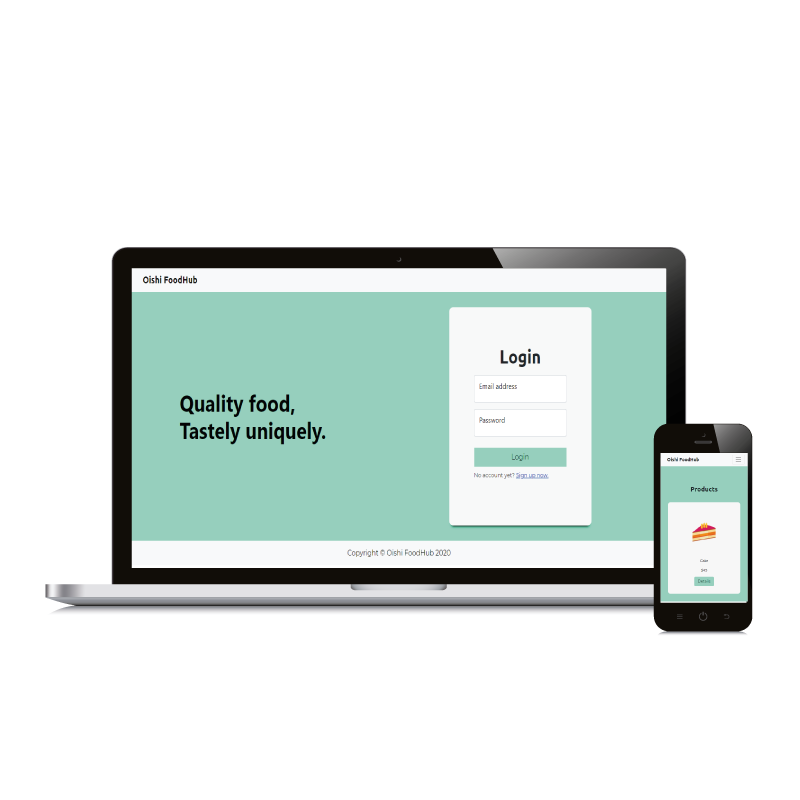 Oishi FoodHub
Quality food,
Tastely uniquely.
Login
Email address
Password
Login
No account yet? Sign up now.
Copyright © Oishi FoodHub 2020
Oishi FoodHub
Products
Cake
Details